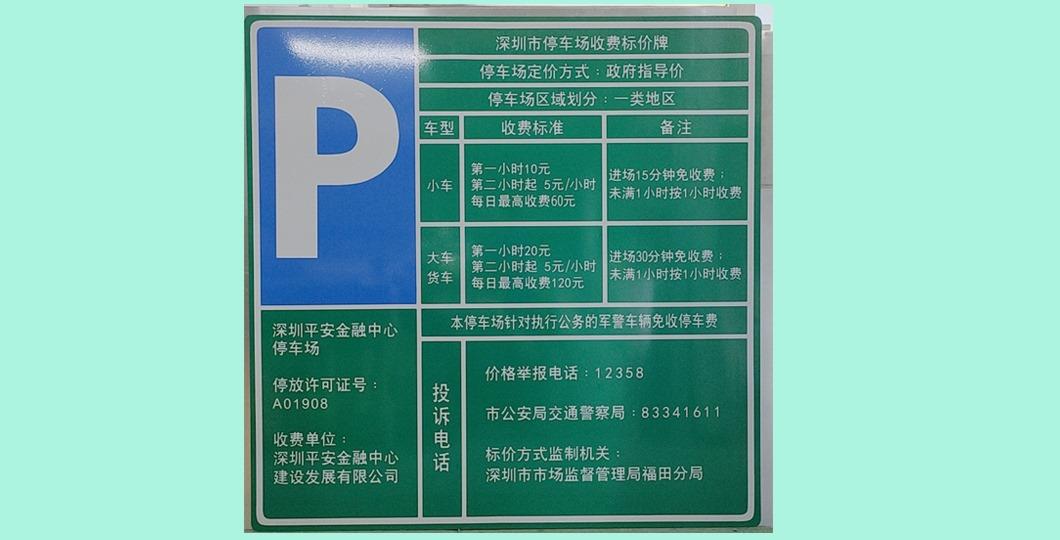 P
深圳市停车场收费标价牌
停车场定价方式：政府指导价
停车场区域划分：一类地区
车型 收费标准 备注
小车
第一小时10元
第二小时起 5元/小时
每日最高收费60元
进场15分钟免收费；
未满1小时按1小时收费
大车
货车
第一小时20元
第二小时起 5元/小时
每日最高收费120元
进场30分钟免收费；
未满1小时按1小时收费
本停车场针对执行公务的军警车辆免收停车费
深圳平安金融中心
停车场
停放许可证号：
A01908
收费单位：
深圳平安金融中心
建设发展有限公司
投诉电话
价格举报电话：12358
市公安局交通警察局：83341611
标价方式监制机关：
深圳市市场监督管理局福田分局